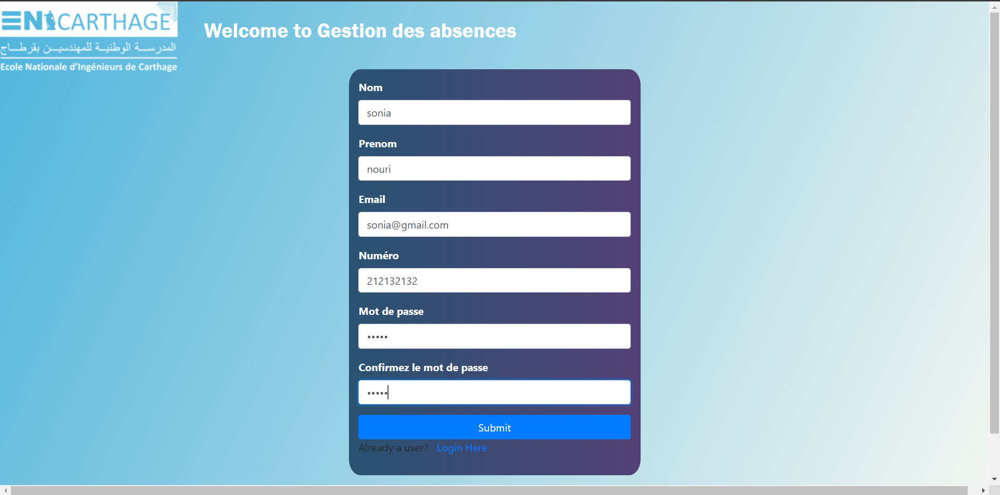 ENICARTHAGE
المدرســة الوطنيــة للمهندسيــن بقرطــاج
Ecole Nationale d'Ingénieurs de Carthage
Welcome to Gestion des absences
Nom
sonia
Prenom
nouri
Email
sonia@gmail.com
Numéro
212132132
Mot de passe
•••••
Confirmez le mot de passe
•••••
Submit
Already a user? Login Here